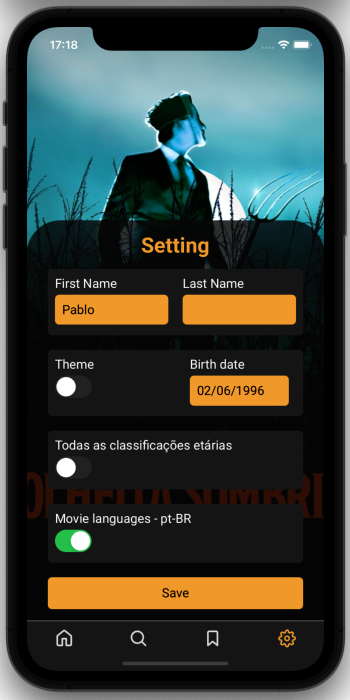 17:18
Setting
First Name
Last Name
Pablo
Theme
Birth date
02/06/1996
Todas as classificações etárias
Movie languages - pt-BR
Save